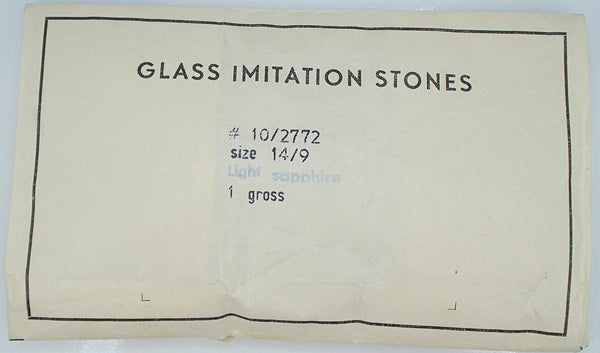 GLASS IMITATION STONES
# 10/2772
size 14/9
Light sapphire
1 gross